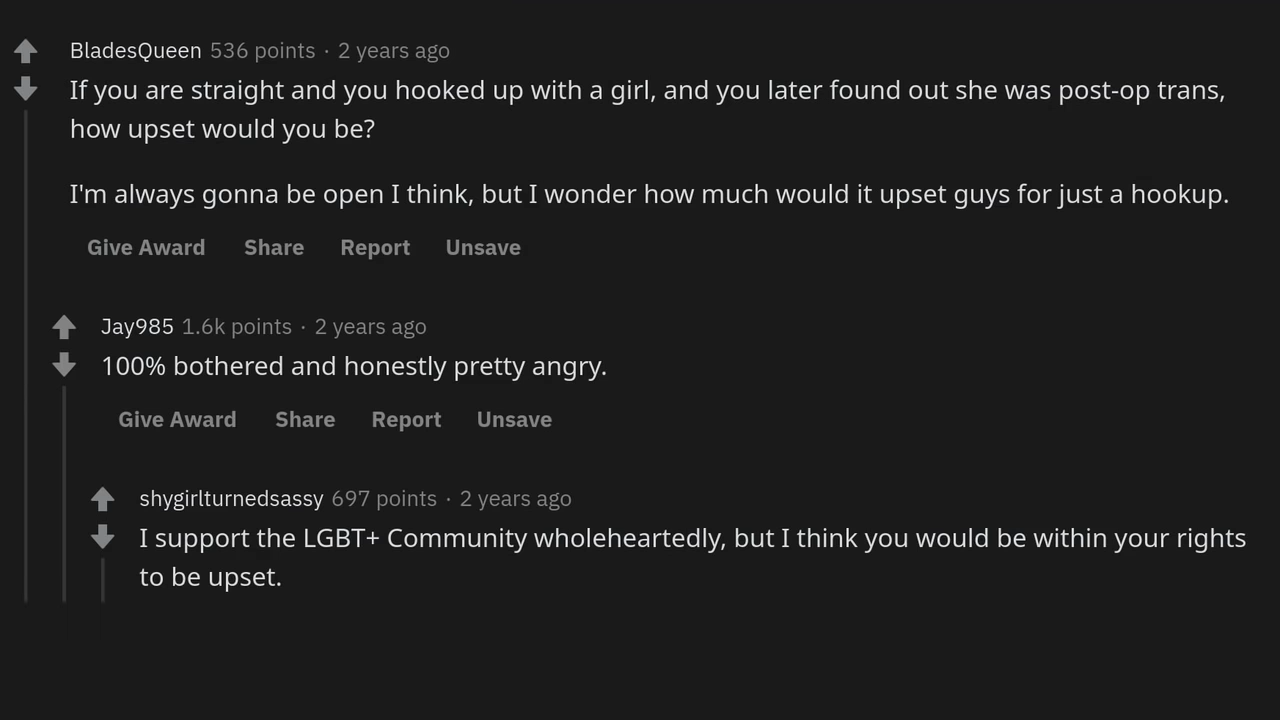 BladesQueen 536 points · 2 years ago
If you are straight and you hooked up with a girl, and you later found out she was post-op trans,
how upset would you be?
I'm always gonna be open I think, but I wonder how much would it upset guys for just a hookup.
Give Award Share Report Unsave
Jay985 1.6k points · 2 years ago
100% bothered and honestly pretty angry.
Give Award Share Report Unsave
shygirlturnedsassy 697 points · 2 years ago
I support the LGBT+ Community wholeheartedly, but I think you would be within your rights
to be upset.